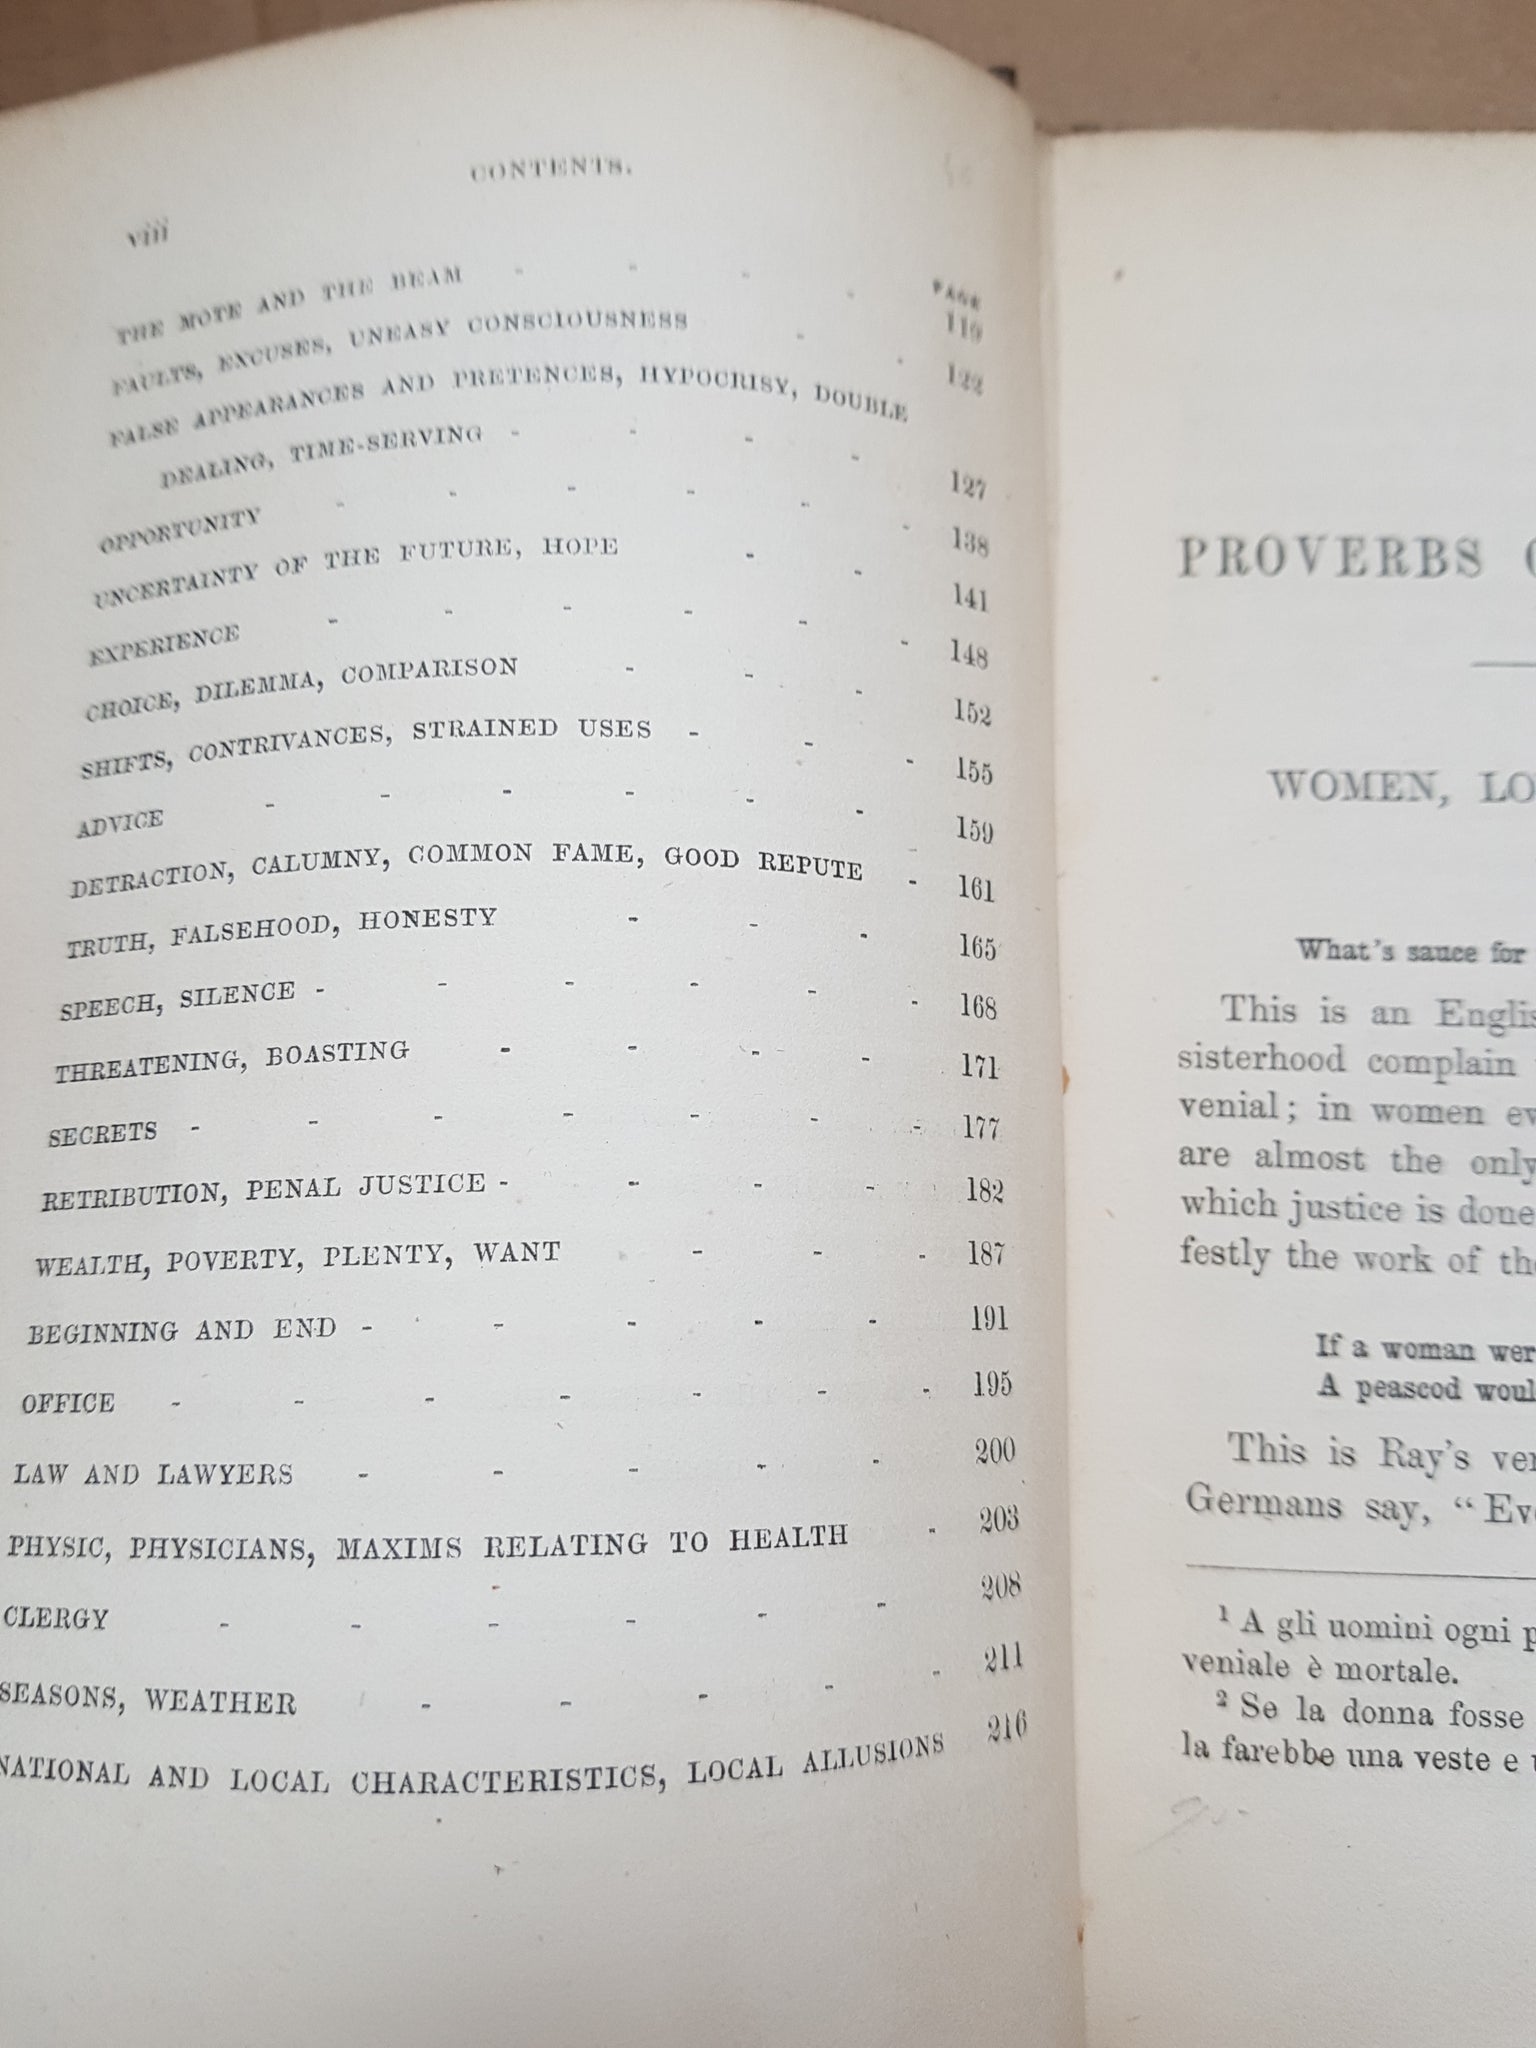 CONTENTS.
viii
PAGE
THE MOTE AND THE BEAM - - - - 119
FAULTS, EXCUSES, UNEASY CONSCIOUSNESS - - 122
FALSE APPEARANCES AND PRETENCES, HYPOCRISY, DOUBLE
DEALING, TIME-SERVING - - - - 127
OPPORTUNITY - - - - - - 138
UNCERTAINTY OF THE FUTURE, HOPE - - 141
EXPERIENCE - - - - - - 148
CHOICE, DILEMMA, COMPARISON - - - 152
SHIFTS, CONTRIVANCES, STRAINED USES - - - 155
ADVICE - - - - - - 159
DETRACTION, CALUMNY, COMMON FAME, GOOD REPUTE - 161
TRUTH, FALSEHOOD, HONESTY - - - 165
SPEECH, SILENCE - - - - - - 168
THREATENING, BOASTING - - - - 171
SECRETS - - - - - - - 177
RETRIBUTION, PENAL JUSTICE - - - - 182
WEALTH, POVERTY, PLENTY, WANT - - - 187
BEGINNING AND END - - - - - 191
OFFICE - - - - - - - 195
LAW AND LAWYERS - - - - - 200
PHYSIC, PHYSICIANS, MAXIMS RELATING TO HEALTH - 203
CLERGY - - - - - - 208
SEASONS, WEATHER - - - - - 211
NATIONAL AND LOCAL CHARACTERISTICS, LOCAL ALLUSIONS 216
PROVERBS
WOMEN, LO
What's sauce for
This is an Englis
sisterhood complain
venial; in women ev
are almost the only
which justice is done
festly the work of the
If a woman wer
A peascod woul
This is Ray's ver
Germans say, "Eve
¹ A gli uomini ogni p
veniale è mortale.
² Se la donna fosse
la farebbe una veste e